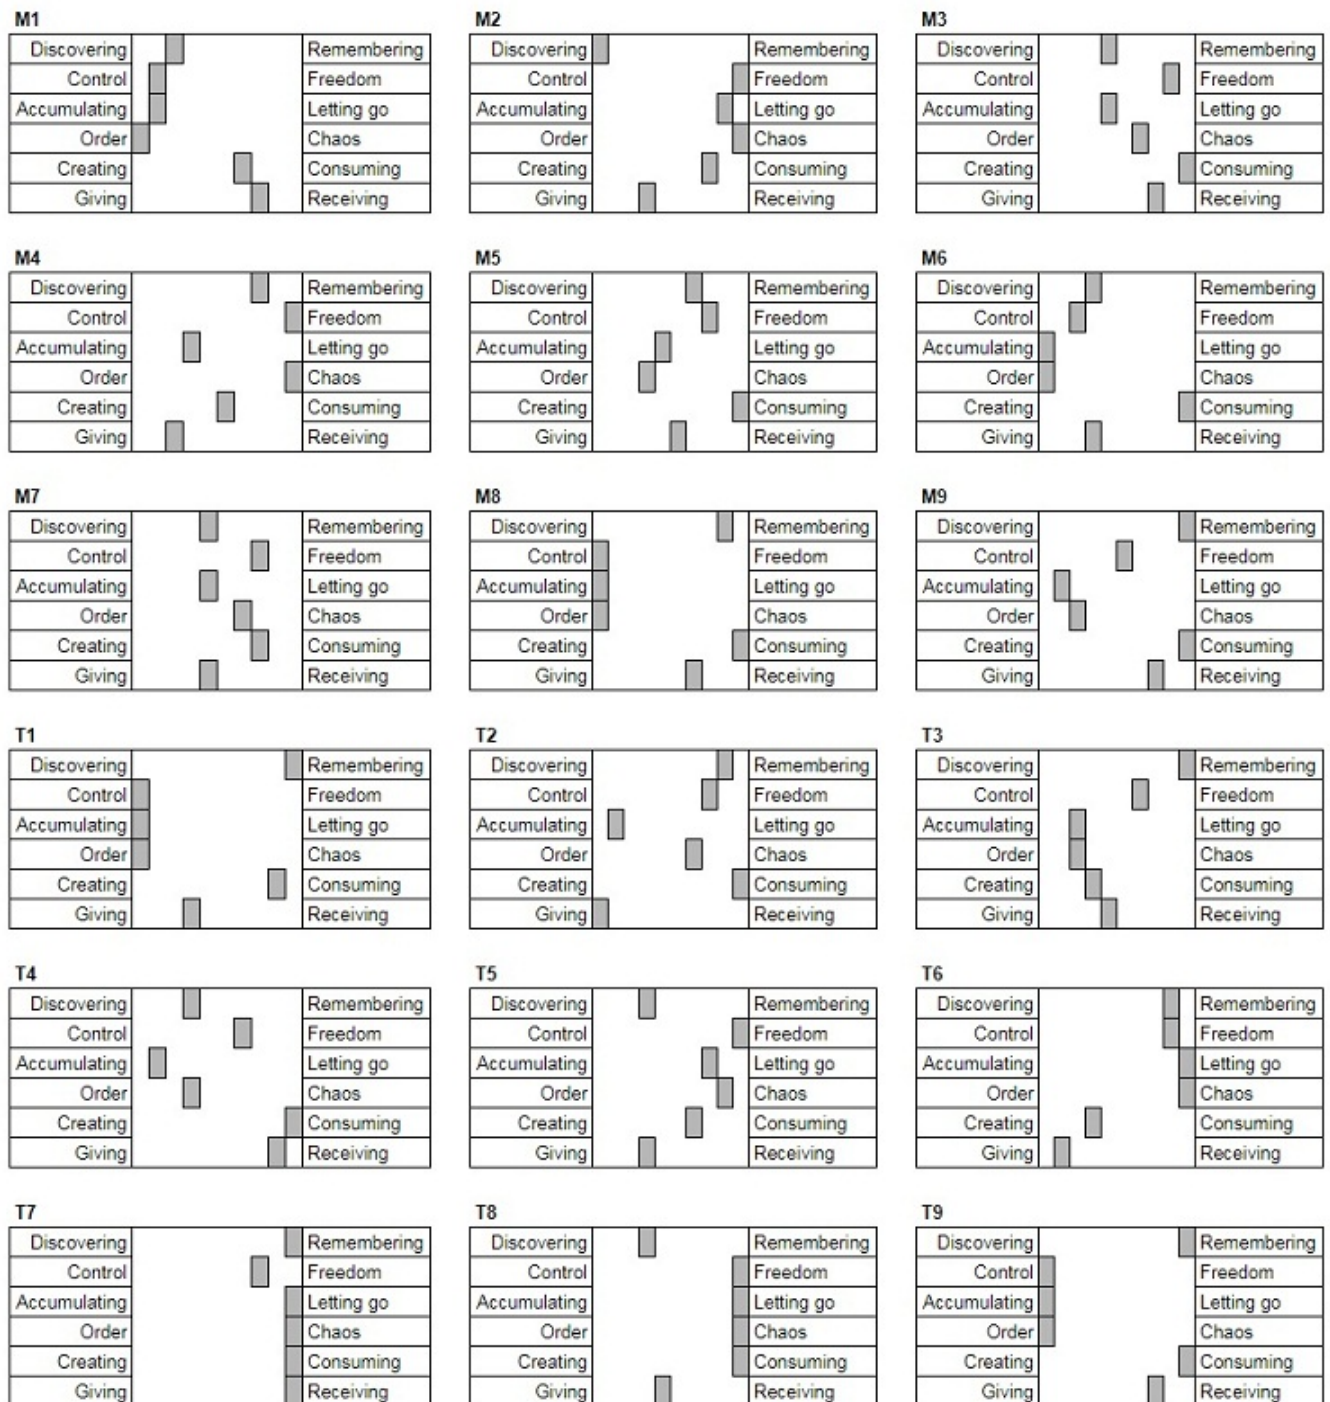 M1 M2 M3
Discovering Remembering Discovering Remembering Discovering Remembering
Control Freedom Control Freedom Control Freedom
Accumulating Letting go Accumulating Letting go Accumulating Letting go
Order Chaos Order Chaos Order Chaos
Creating Consuming Creating Consuming Creating Consuming
Giving Receiving Giving Receiving Giving Receiving
M4 M5 M6
Discovering Remembering Discovering Remembering Discovering Remembering
Control Freedom Control Freedom Control Freedom
Accumulating Letting go Accumulating Letting go Accumulating Letting go
Order Chaos Order Chaos Order Chaos
Creating Consuming Creating Consuming Creating Consuming
Giving Receiving Giving Receiving Giving Receiving
M7 M8 M9
Discovering Remembering Discovering Remembering Discovering Remembering
Control Freedom Control Freedom Control Freedom
Accumulating Letting go Accumulating Letting go Accumulating Letting go
Order Chaos Order Chaos Order Chaos
Creating Consuming Creating Consuming Creating Consuming
Giving Receiving Giving Receiving Giving Receiving
T1 T2 T3
Discovering Remembering Discovering Remembering Discovering Remembering
Control Freedom Control Freedom Control Freedom
Accumulating Letting go Accumulating Letting go Accumulating Letting go
Order Chaos Order Chaos Order Chaos
Creating Consuming Creating Consuming Creating Consuming
Giving Receiving Giving Receiving Giving Receiving
T4 T5 T6
Discovering Remembering Discovering Remembering Discovering Remembering
Control Freedom Control Freedom Control Freedom
Accumulating Letting go Accumulating Letting go Accumulating Letting go
Order Chaos Order Chaos Order Chaos
Creating Consuming Creating Consuming Creating Consuming
Giving Receiving Giving Receiving Giving Receiving
T7 T8 T9
Discovering Remembering Discovering Remembering Discovering Remembering
Control Freedom Control Freedom Control Freedom
Accumulating Letting go Accumulating Letting go Accumulating Letting go
Order Chaos Order Chaos Order Chaos
Creating Consuming Creating Consuming Creating Consuming
Giving Receiving Giving Receiving Giving Receiving